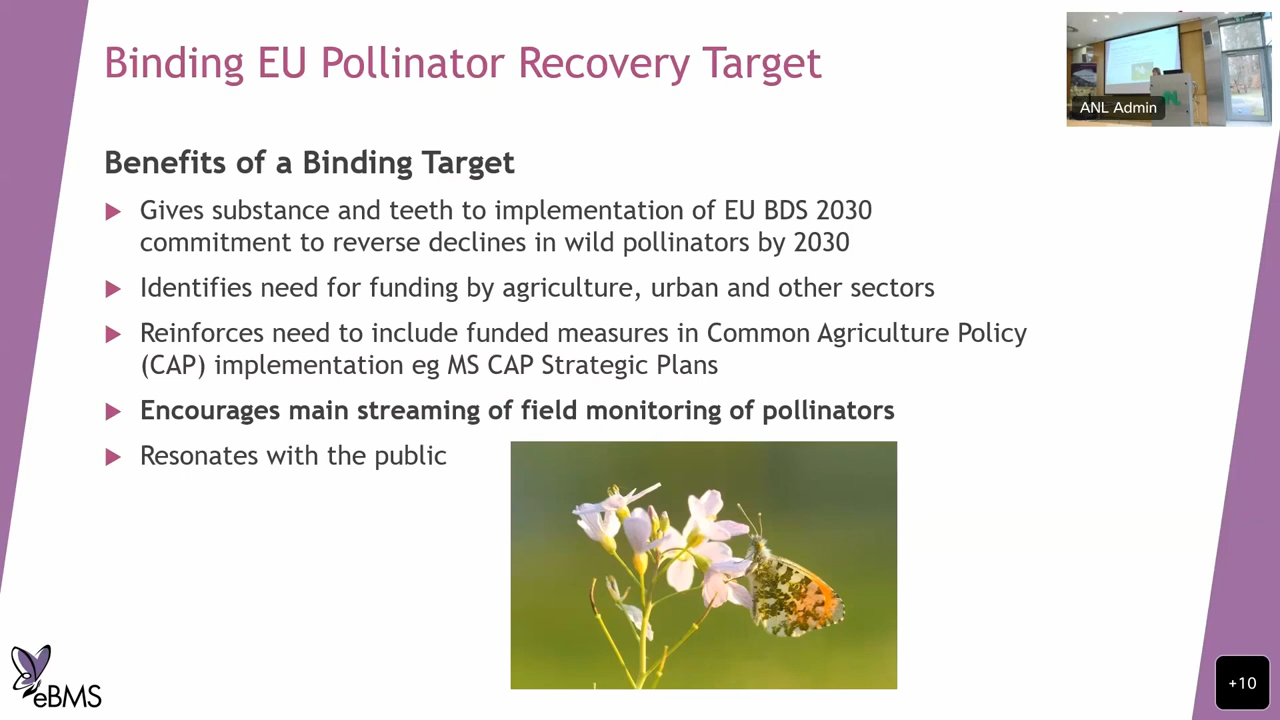 Binding EU Pollinator Recovery Target
ANL Admin
Benefits of a Binding Target
Gives substance and teeth to implementation of EU BDS 2030
commitment to reverse declines in wild pollinators by 2030
Identifies need for funding by agriculture, urban and other sectors
Reinforces need to include funded measures in Common Agriculture Policy
(CAP) implementation eg MS CAP Strategic Plans
Encourages main streaming of field monitoring of pollinators
Resonates with the public
eBMS
+10